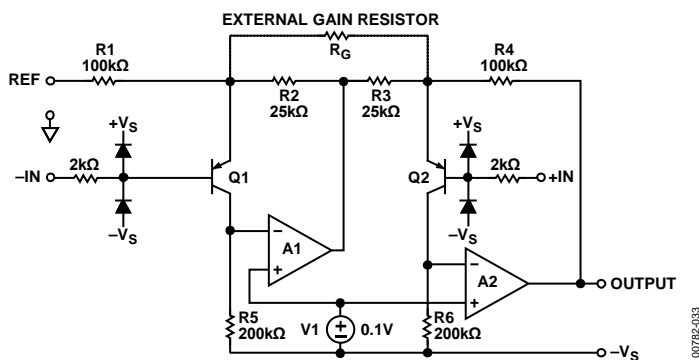 EXTERNAL GAIN RESISTOR
RG
R1
100kΩ
R4
100kΩ
REF
R2
25kΩ
R3
25kΩ
+VS
+VS
2kΩ
2kΩ
–IN
Q1
Q2
+IN
–VS
–VS
–
A1
+
–
A2
+
OUTPUT
R5
200kΩ
V1
0.1V
R6
200kΩ
–VS
00782-033